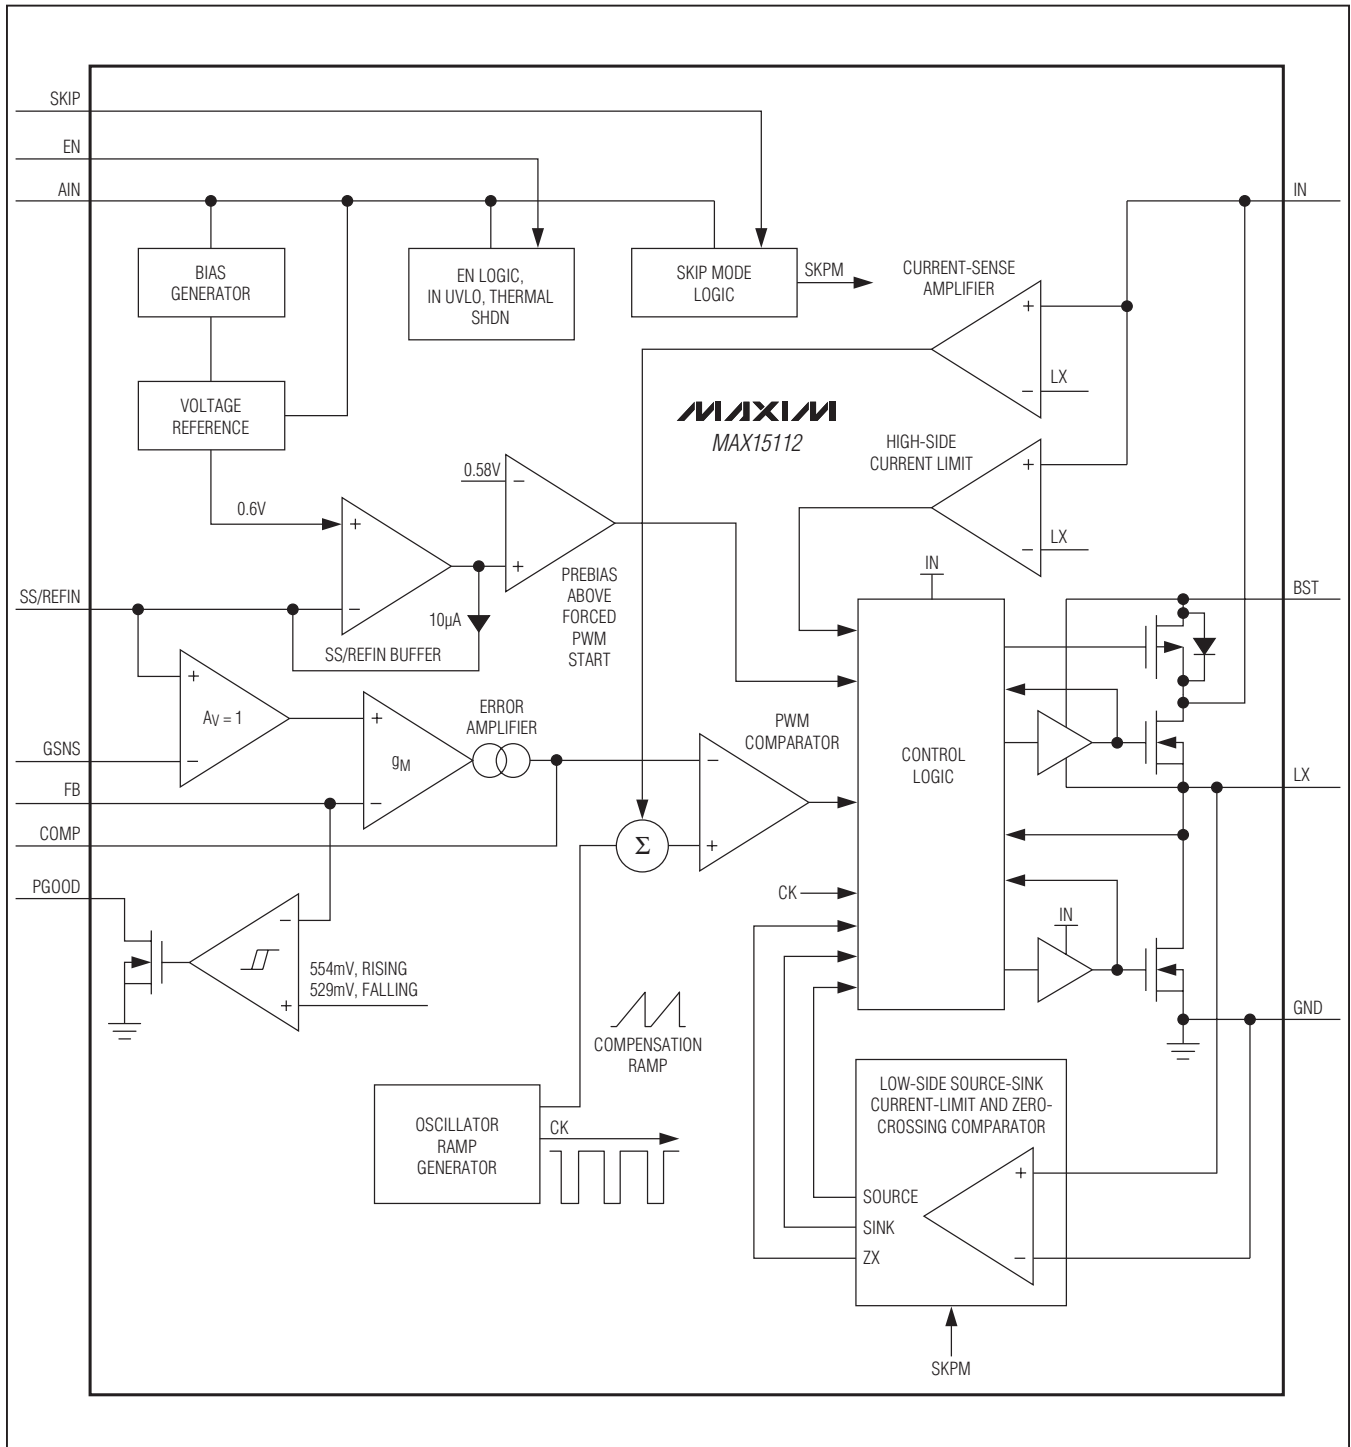 SKIP
EN
AIN
IN
BIAS
GENERATOR
EN LOGIC,
IN UVLO, THERMAL
SHDN
SKIP MODE
LOGIC
SKPM
CURRENT-SENSE
AMPLIFIER
+
−
LX
VOLTAGE
REFERENCE
MAXIM
MAX15112
HIGH-SIDE
CURRENT LIMIT
+
−
LX
0.6V
+
−
0.58V
−
+
PREBIAS
ABOVE
FORCED
PWM
START
10µA
SS/REFIN BUFFER
SS/REFIN
IN
BST
+
AV = 1
−
GSNS
FB
COMP
PGOOD
+
gM
−
ERROR
AMPLIFIER
PWM
COMPARATOR
−
+
Σ
CONTROL
LOGIC
LX
CK
IN
GND
−
+
554mV, RISING
529mV, FALLING
COMPENSATION
RAMP
OSCILLATOR
RAMP
GENERATOR
CK
LOW-SIDE SOURCE-SINK
CURRENT-LIMIT AND ZERO-
CROSSING COMPARATOR
+
−
SOURCE
SINK
ZX
SKPM